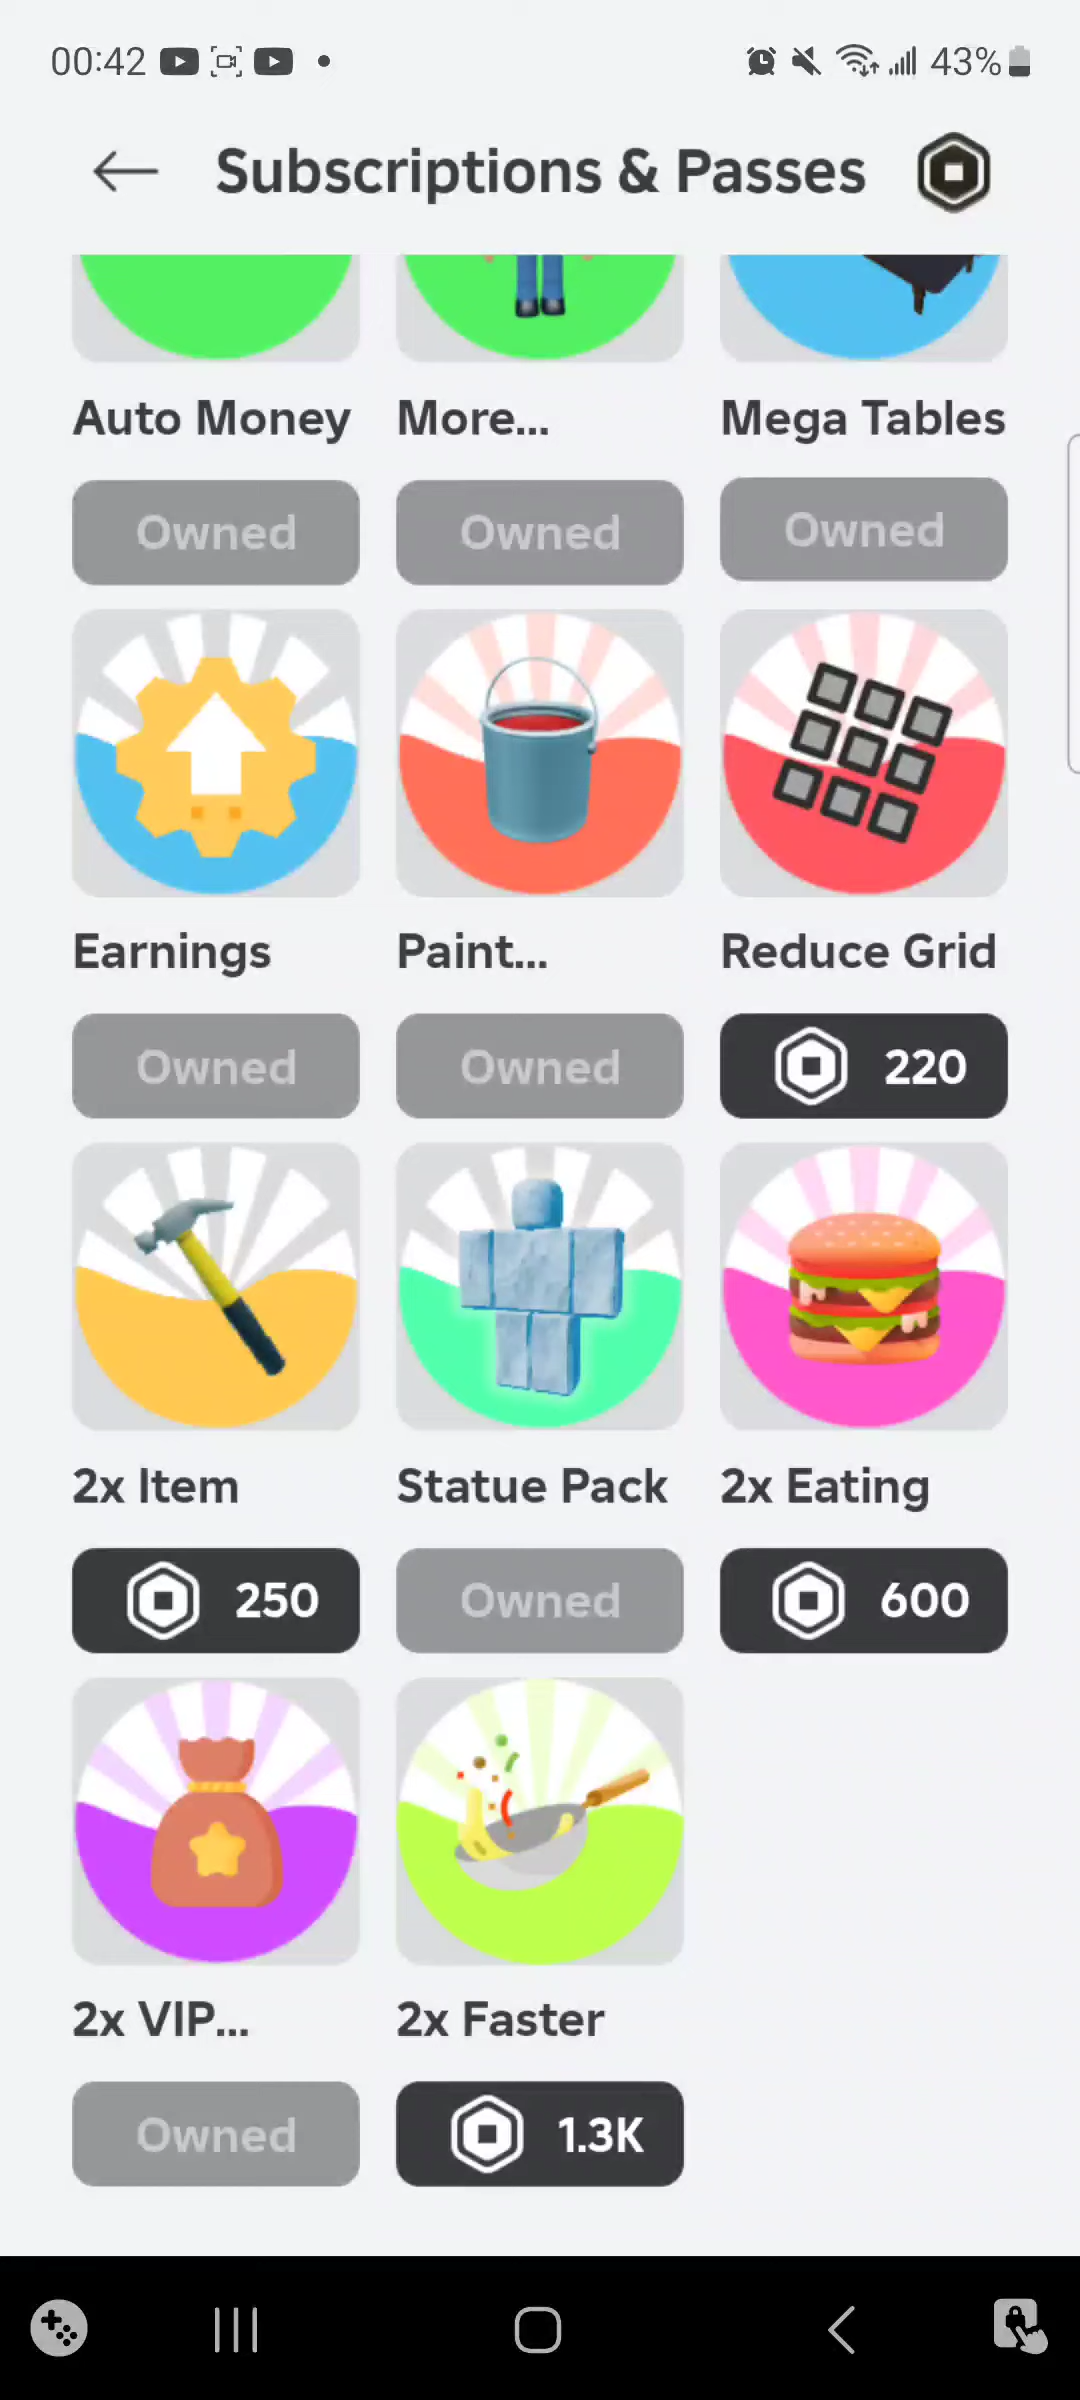 00:42
43%
Subscriptions & Passes
Auto Money
More...
Mega Tables
Owned
Owned
Owned
Earnings
Paint...
Reduce Grid
Owned
Owned
220
2x Item
Statue Pack
2x Eating
250
Owned
600
2x VIP...
2x Faster
Owned
1.3K